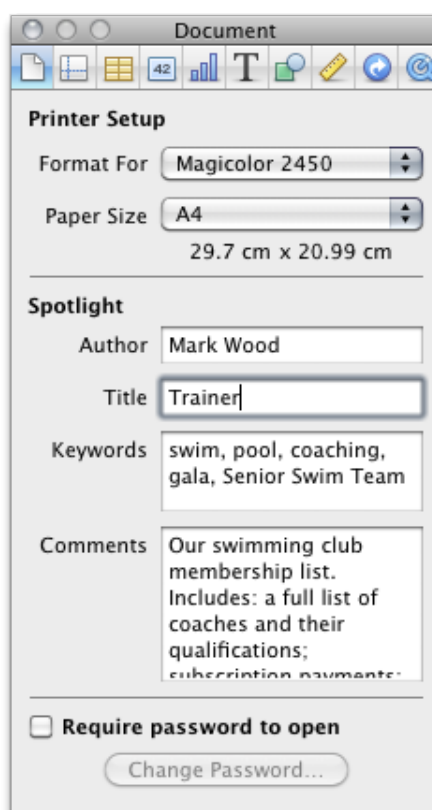 Document
42
T
Printer Setup
Format For Magicolor 2450
Paper Size A4
29.7 cm x 20.99 cm
Spotlight
Author Mark Wood
Title Trainer
Keywords swim, pool, coaching,
gala, Senior Swim Team
Comments Our swimming club
membership list.
Includes: a full list of
coaches and their
qualifications;
subscription payments;
Require password to open
Change Password...